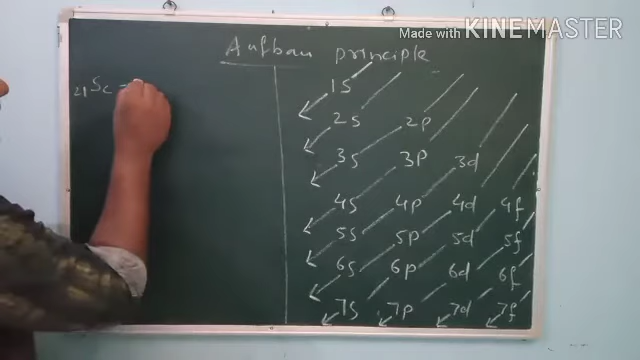 Made with KINEMASTER
Aufbau principle
21Sc -
1s
2s 2p
3s 3p 3d
4s 4p 4d 4f
5s 5p 5d 5f
6s 6p 6d 6f
7s 7p 7d 7f